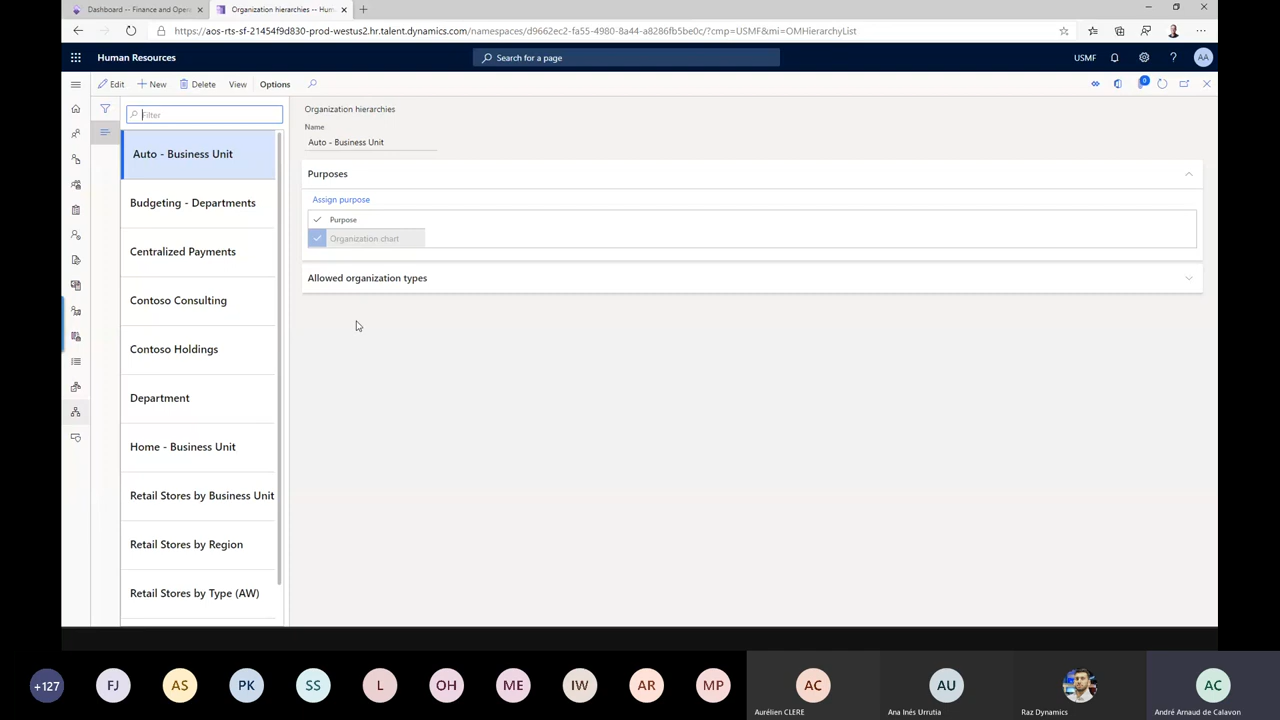 Dashboard -- Finance and Oper
Organization hierarchies -- Hum
https://aos-rts-sf-21454f9d830-prod-westus2.hr.talent.dynamics.com/namespaces/d9662ec2-fa55-4980-8a44-a8286fb5be0c/?cmp=USMF&mi=OMHierarchyList
Human Resources
Search for a page
USMF
AA
Edit
New
Delete
View
Options
0
Filter
Auto - Business Unit
Budgeting - Departments
Centralized Payments
Contoso Consulting
Contoso Holdings
Department
Home - Business Unit
Retail Stores by Business Unit
Retail Stores by Region
Retail Stores by Type (AW)
Organization hierarchies
Name
Auto - Business Unit
Purposes
Assign purpose
Purpose
Organization chart
Allowed organization types
+127
FJ
AS
PK
SS
L
OH
ME
IW
AR
MP
AC
Aurélien CLERE
AU
Ana Inés Urrutia
Raz Dynamics
AC
André Arnaud de Calavon